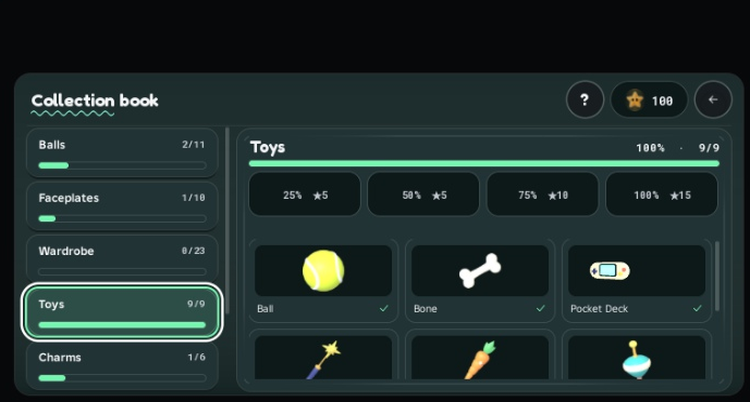 Collection book
?
100
←
Balls 2/11
Faceplates 1/10
Wardrobe 0/23
Toys 9/9
Charms 1/6
Toys 100% · 9/9
25% ★5
50% ★5
75% ★10
100% ★15
Ball ✓
Bone ✓
Pocket Deck ✓